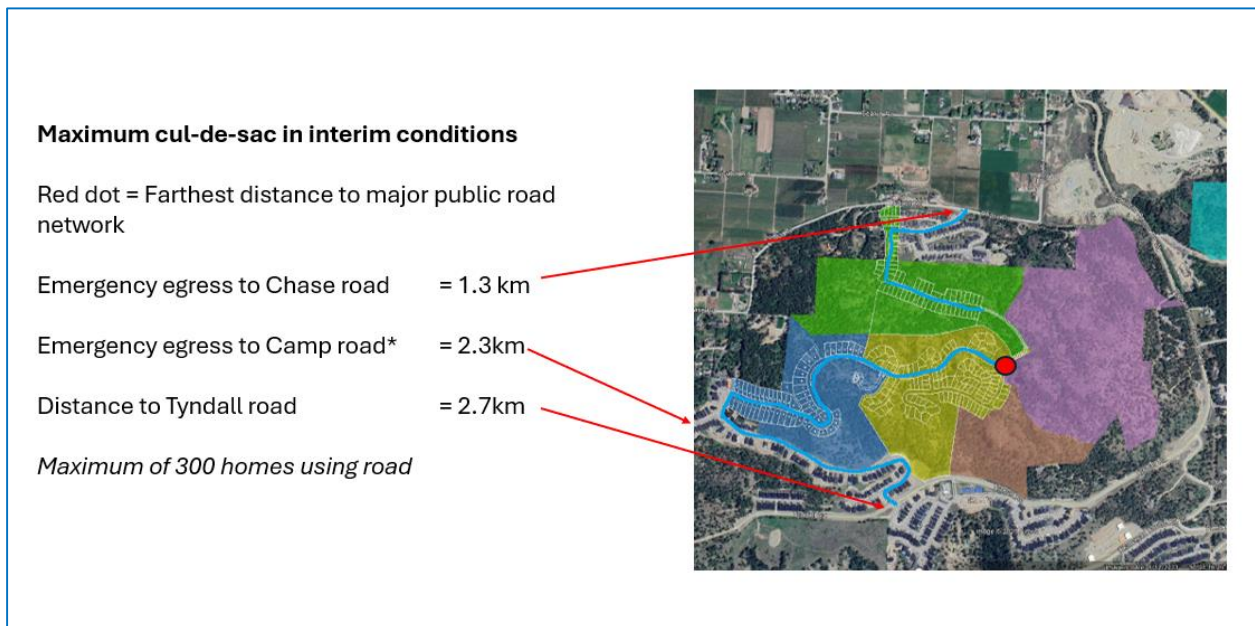 Maximum cul-de-sac in interim conditions
Red dot = Farthest distance to major public road
network
Emergency egress to Chase road = 1.3 km
Emergency egress to Camp road* = 2.3km
Distance to Tyndall road = 2.7km
Maximum of 300 homes using road